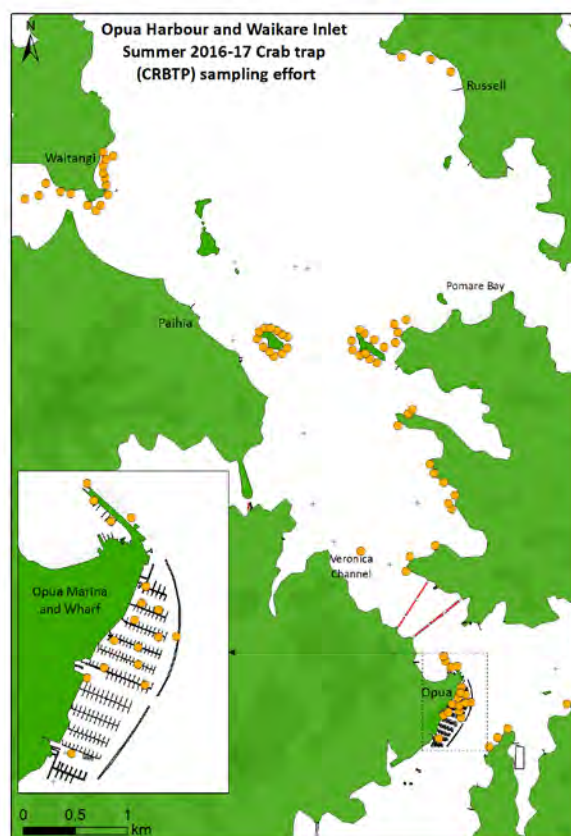 Opua Harbour and Waikare Inlet
Summer 2016-17 Crab trap
(CRBTP) sampling effort
N
Russell
Waitangi
Pomare Bay
Paihia
Veronica
Channel
Opua Marina
and Wharf
Opua
0 0.5 1
km